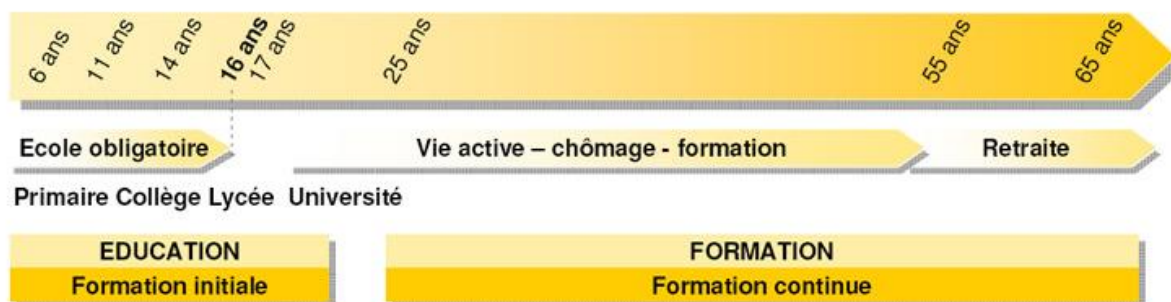 6 ans 11 ans 14 ans 16 ans 17 ans 25 ans 55 ans 65 ans
Ecole obligatoire Vie active – chômage - formation Retraite
Primaire Collège Lycée Université
EDUCATION FORMATION
Formation initiale Formation continue